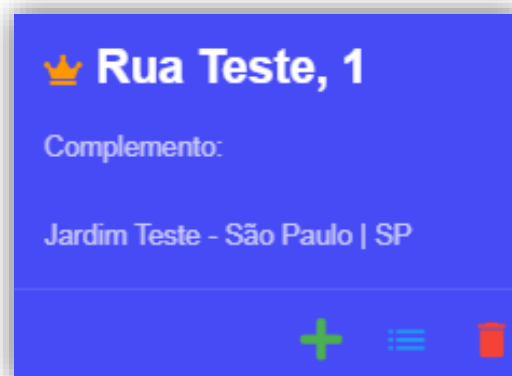 Rua Teste, 1
Complemento:
Jardim Teste - São Paulo | SP